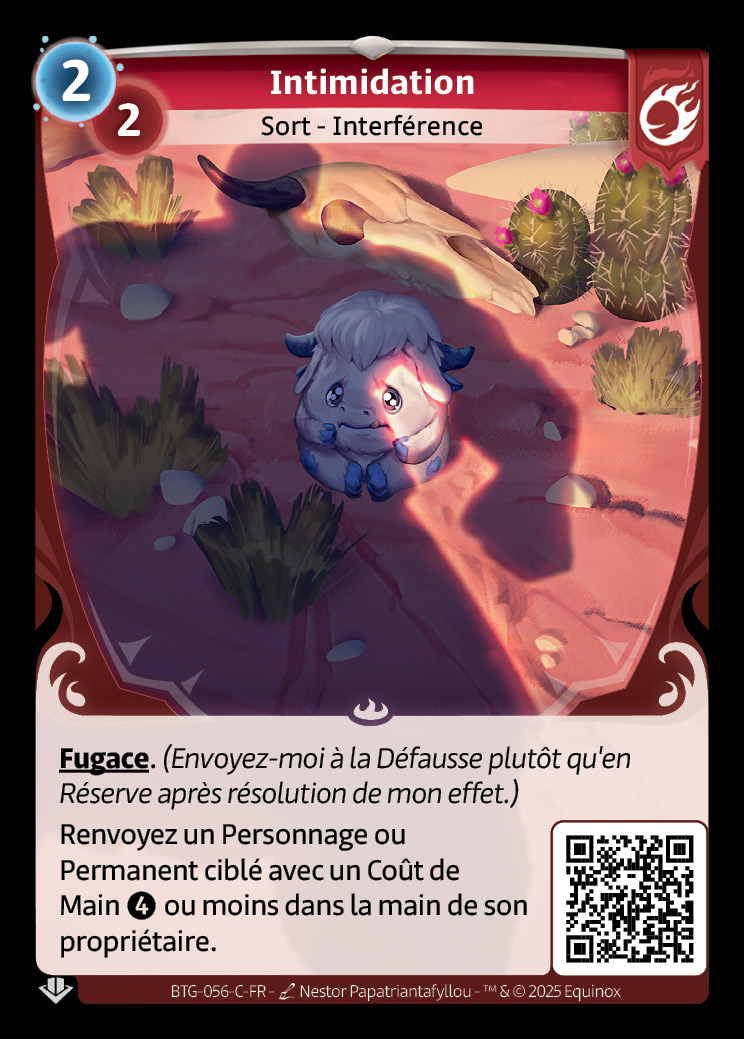 2
Intimidation
2
Sort - Interférence
Fugace. (Envoyez-moi à la Défausse plutôt qu'en
Réserve après résolution de mon effet.)
Renvoyez un Personnage ou
Permanent ciblé avec un Coût de
Main 4 ou moins dans la main de son
propriétaire.
BTG-056-C-FR - Nestor Papatriantafyllou - ™ & © 2025 Equinox